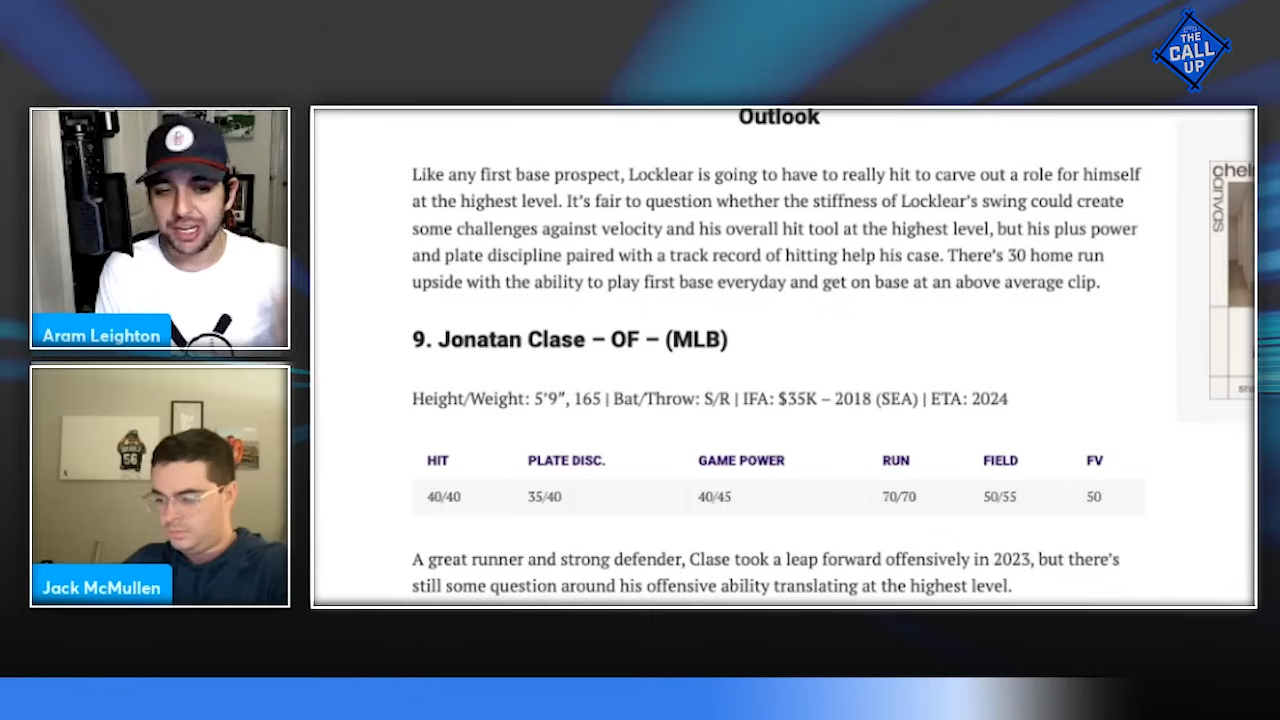 THE
CALL
UP
Outlook
Like any first base prospect, Locklear is going to have to really hit to carve out a role for himself
at the highest level. It’s fair to question whether the stiffness of Locklear’s swing could create
some challenges against velocity and his overall hit tool at the highest level, but his plus power
and plate discipline paired with a track record of hitting help his case. There’s 30 home run
upside with the ability to play first base everyday and get on base at an above average clip.
9. Jonatan Clase – OF – (MLB)
Height/Weight: 5’9″, 165 | Bat/Throw: S/R | IFA: $35K – 2018 (SEA) | ETA: 2024
HIT PLATE DISC. GAME POWER RUN FIELD FV
40/40 35/40 40/45 70/70 50/55 50
A great runner and strong defender, Clase took a leap forward offensively in 2023, but there’s
still some question around his offensive ability translating at the highest level.
canvas
Aram Leighton
56
Jack McMullen